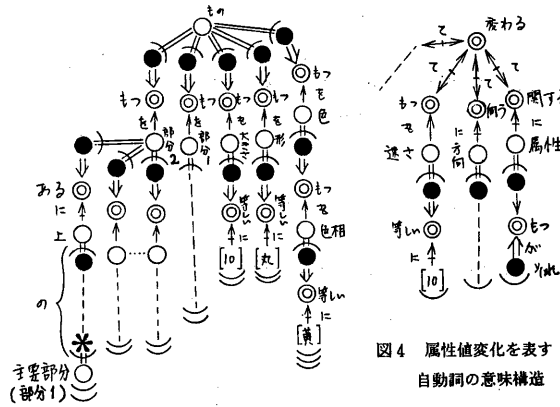 もの
もつ
もつ
もつ
もつ
を
を
を
を
を
部分2
部分1
大きさ
形
色
ある
に
上
の
主要部分
(部分1)
等しい
に
[10]
等しい
に
[丸]
もつ
を
色相
等しい
に
[黄]
変わる
て
て
て
て
もつ
を
速さ
等しい
に
[10]
向う
に
方向
関する
に
属性
もつ
が
それ
図4 属性値変化を表す
自動詞の意味構造